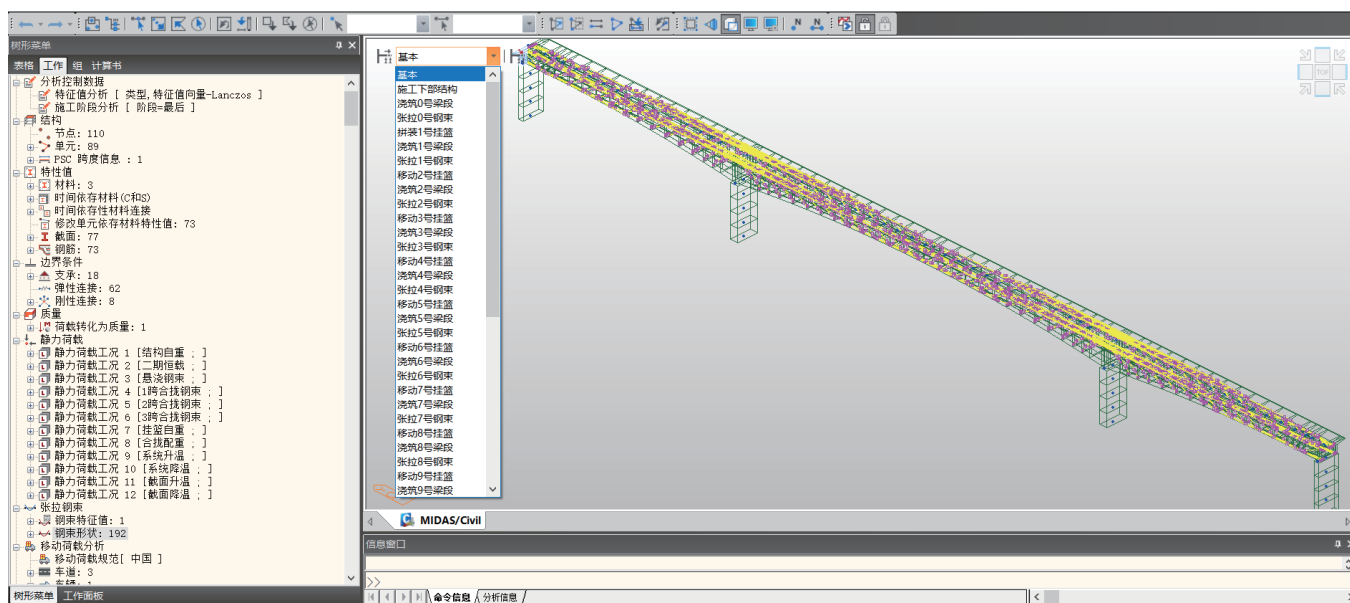 树形菜单
表格 工作 组 计算书
分析控制数据
特征值分析 [ 类型,特征值向量-Lanczos ]
施工阶段分析 [ 阶段=最后 ]
结构
节点: 110
单元: 89
PSC 跨度信息 : 1
特性值
材料: 3
时间依存材料(C和S)
时间依存性材料连接
修改单元依存材料特性值: 73
截面: 77
钢筋: 73
边界条件
支承: 18
弹性连接: 62
刚性连接: 8
质量
荷载转化为质量: 1
静力荷载
静力荷载工况 1 [结构自重 ; ]
静力荷载工况 2 [二期恒载 ; ]
静力荷载工况 3 [悬浇钢束 ; ]
静力荷载工况 4 [1跨合拢钢束 ; ]
静力荷载工况 5 [2跨合拢钢束 ; ]
静力荷载工况 6 [3跨合拢钢束 ; ]
静力荷载工况 7 [挂篮自重 ; ]
静力荷载工况 8 [合拢配重 ; ]
静力荷载工况 9 [系统升温 ; ]
静力荷载工况 10 [系统降温 ; ]
静力荷载工况 11 [截面升温 ; ]
静力荷载工况 12 [截面降温 ; ]
张拉钢束
钢束特征值: 1
钢束形状: 192
移动荷载分析
移动荷载规范[ 中国 ]
车道: 3
树形菜单 工作面板
基本
基本
施工下部结构
浇筑0号梁段
张拉0号钢束
拼装1号挂篮
浇筑1号梁段
张拉1号钢束
移动2号挂篮
浇筑2号梁段
张拉2号钢束
移动3号挂篮
浇筑3号梁段
张拉3号钢束
移动4号挂篮
浇筑4号梁段
张拉4号钢束
移动5号挂篮
浇筑5号梁段
张拉5号钢束
移动6号挂篮
浇筑6号梁段
张拉6号钢束
移动7号挂篮
浇筑7号梁段
张拉7号钢束
移动8号挂篮
浇筑8号梁段
张拉8号钢束
移动9号挂篮
浇筑9号梁段
TOP
MIDAS/Civil
信息窗口
>>
命令信息 分析信息